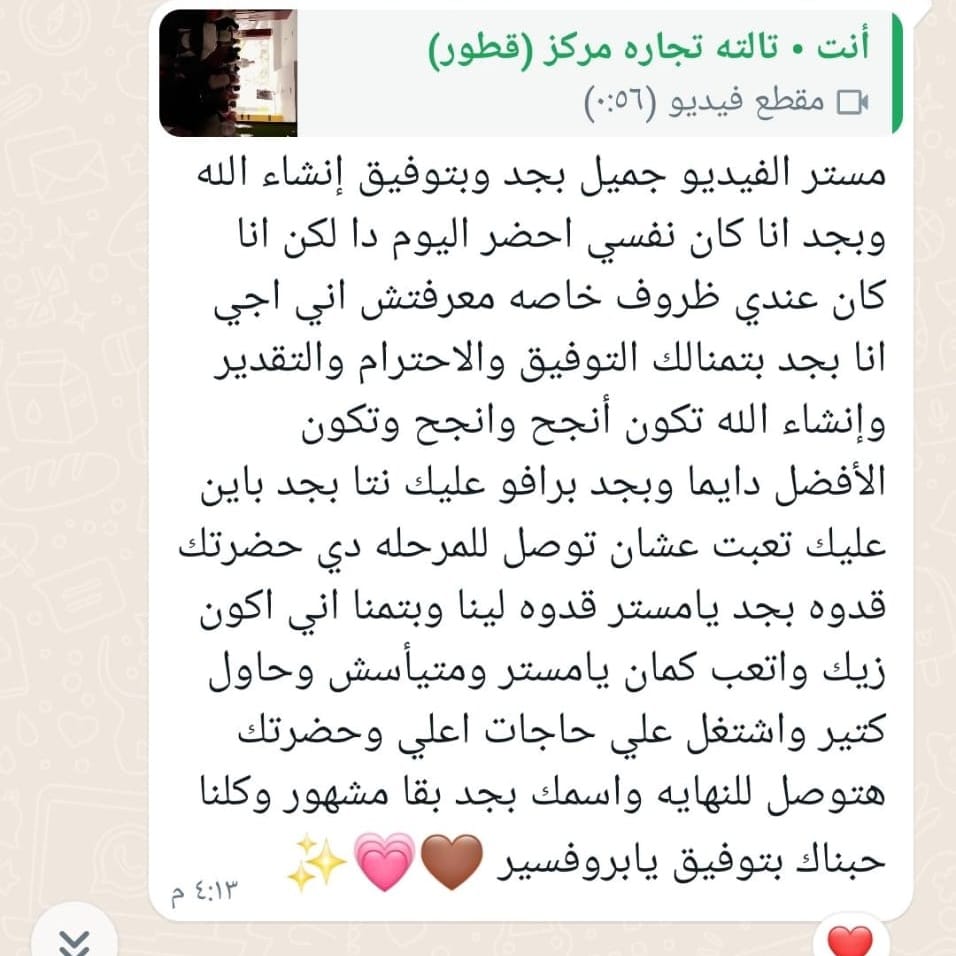 أنت • تالته تجاره مركز (قطور)
مقطع فيديو (٠:٥٦)
مستر الفيديو جميل بجد وبتوفيق إنشاء الله
وبجد انا كان نفسي احضر اليوم دا لكن انا
كان عندي ظروف خاصه معرفتش اني اجي
انا بجد بتمنالك التوفيق والاحترام والتقدير
وإنشاء الله تكون أنجح وانجح وتكون
الأفضل دايما وبجد برافو عليك نتا بجد باين
عليك تعبت عشان توصل للمرحله دي حضرتك
قدوه بجد يامستر قدوه لينا وبتمنا اني اكون
زيك واتعب كمان يامستر ومتيأسش وحاول
كتير واشتغل علي حاجات اعلي وحضرتك
هتوصل للنهايه واسمك بجد بقا مشهور وكلنا
حبناك بتوفيق يابروفسير 🤎💗✨
٤:١٣ م